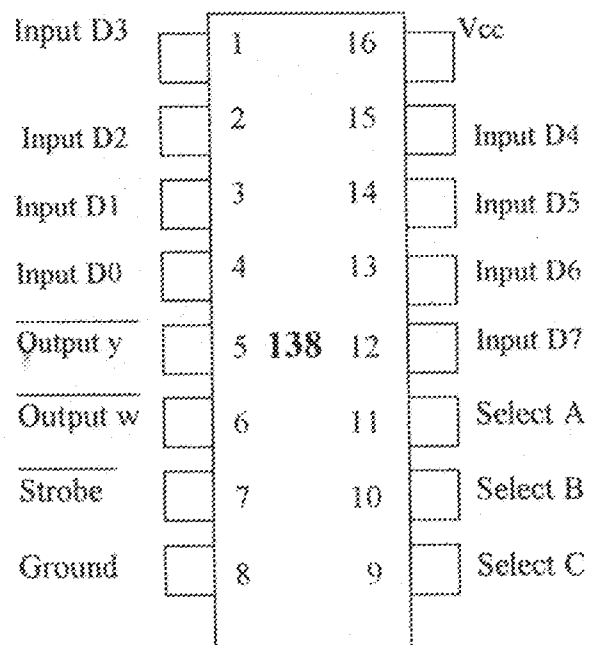 Input D3 1 16 Vcc
Input D2 2 15 Input D4
Input D1 3 14 Input D5
Input D0 4 13 Input D6
Output y 5 138 12 Input D7
Output w 6 11 Select A
Strobe 7 10 Select B
Ground 8 9 Select C